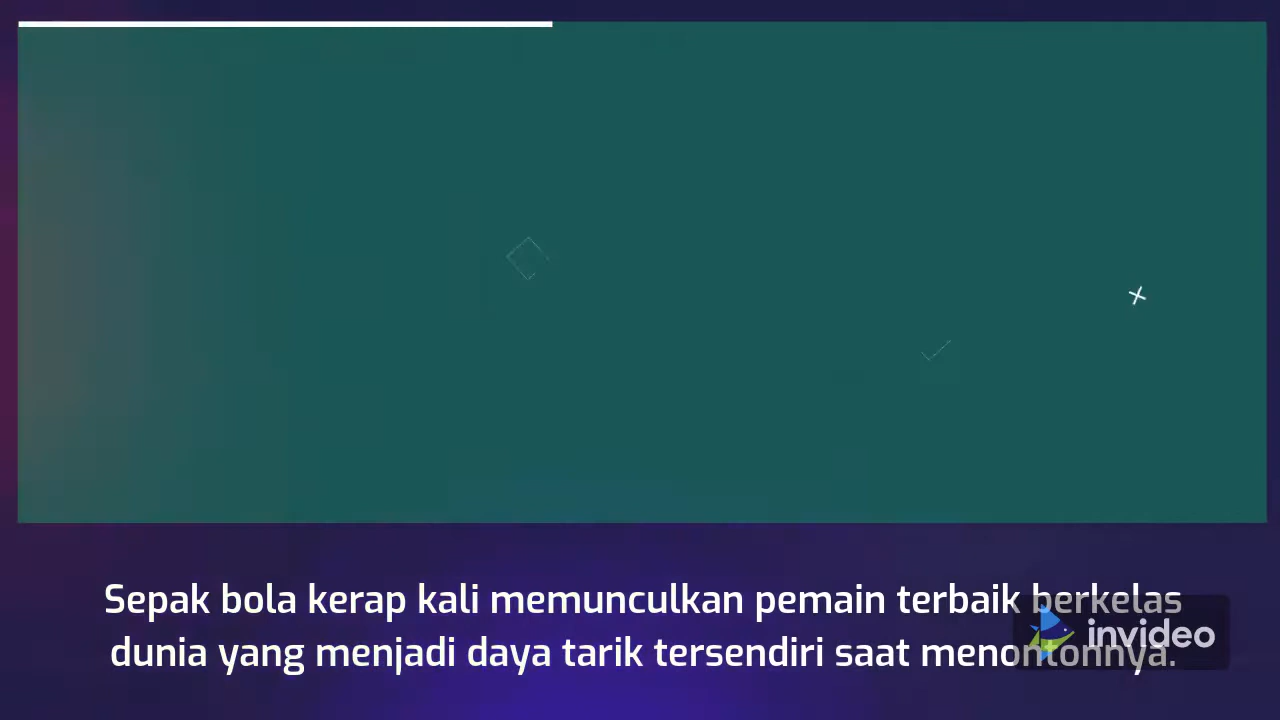 Sepak bola kerap kali memunculkan pemain terbaik berkelas
dunia yang menjadi daya tarik tersendiri saat menontonnya.
invideo